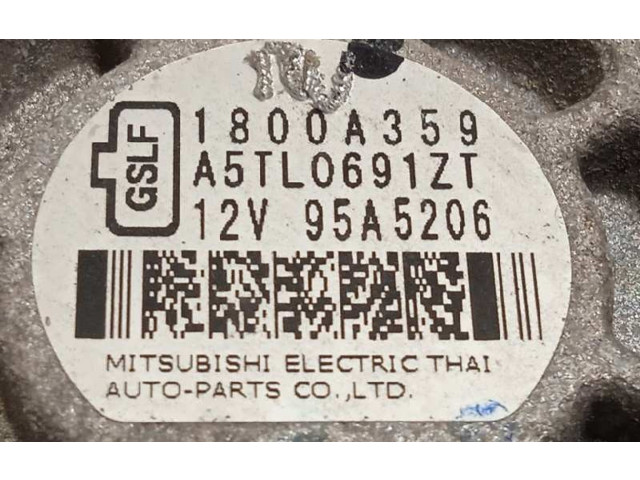 GSLF
1800A359
A5TL0691ZT
12V 95A5206
MITSUBISHI ELECTRIC THAI
AUTO-PARTS CO.,LTD.